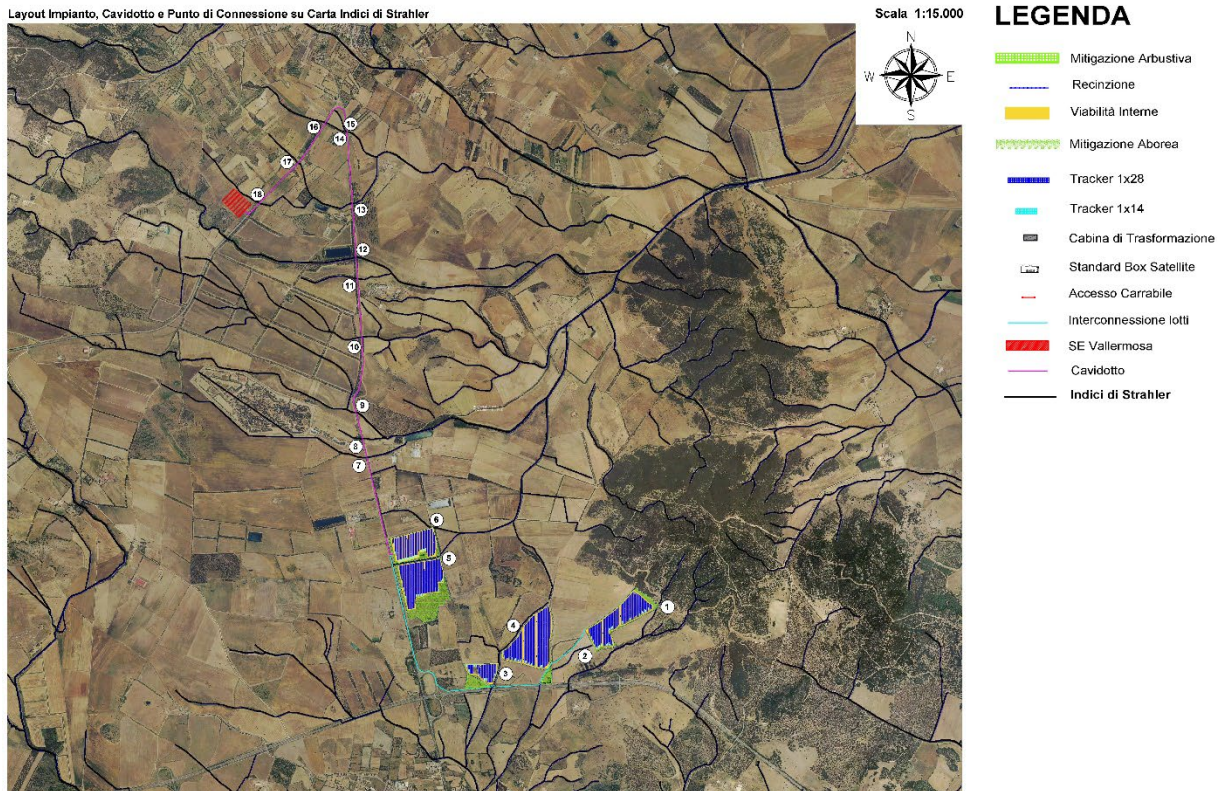 Layout Impianto, Cavidotto e Punto di Connessione su Carta Indici di Strahler
Scala 1:15.000
N
W
E
S
LEGENDA
Mitigazione Arbustiva
Recinzione
Viabilità Interne
Mitigazione Aborea
Tracker 1x28
Tracker 1x14
Cabina di Trasformazione
Standard Box Satellite
Accesso Carrabile
Interconnessione lotti
SE Vallermosa
Cavidotto
Indici di Strahler
15
16
14
17
18
13
12
11
10
9
8
7
6
5
1
4
2
3